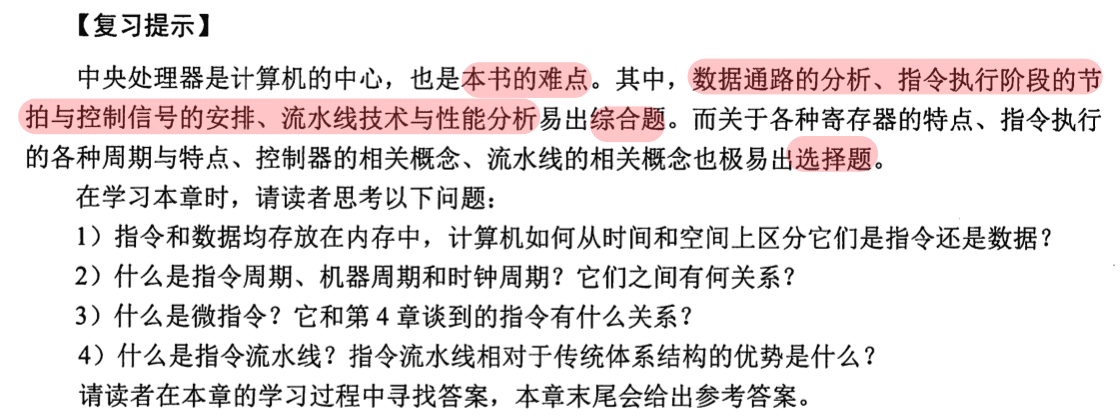 【复习提示】
中央处理器是计算机的中心，也是本书的难点。其中，数据通路的分析、指令执行阶段的节
拍与控制信号的安排、流水线技术与性能分析易出综合题。而关于各种寄存器的特点、指令执行
的各种周期与特点、控制器的相关概念、流水线的相关概念也极易出选择题。
在学习本章时，请读者思考以下问题：
1）指令和数据均存放在内存中，计算机如何从时间和空间上区分它们是指令还是数据？
2）什么是指令周期、机器周期和时钟周期？它们之间有何关系？
3）什么是微指令？它和第 4 章谈到的指令有什么关系？
4）什么是指令流水线？指令流水线相对于传统体系结构的优势是什么？
请读者在本章的学习过程中寻找答案，本章末尾会给出参考答案。